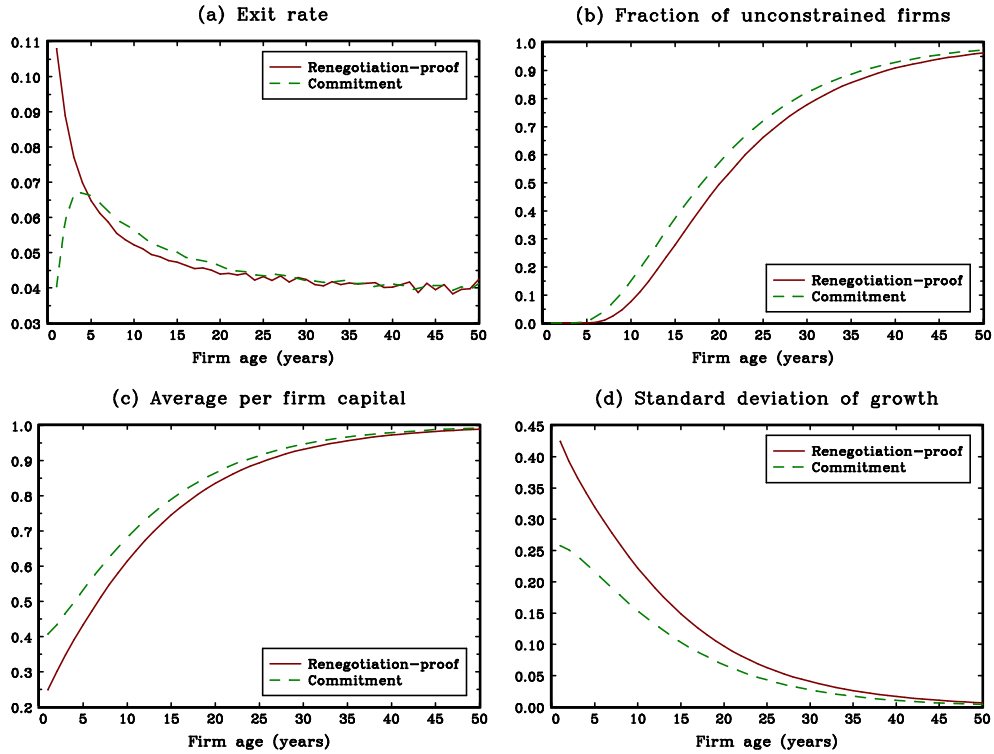 (a) Exit rate
0.11
0.10
0.09
0.08
0.07
0.06
0.05
0.04
0.03
Renegotiation-proof
Commitment
0 5 10 15 20 25 30 35 40 45 50
Firm age (years)
(b) Fraction of unconstrained firms
1.0
0.9
0.8
0.7
0.6
0.5
0.4
0.3
0.2
0.1
0.0
Renegotiation-proof
Commitment
0 5 10 15 20 25 30 35 40 45 50
Firm age (years)
(c) Average per firm capital
1.0
0.9
0.8
0.7
0.6
0.5
0.4
0.3
0.2
Renegotiation-proof
Commitment
0 5 10 15 20 25 30 35 40 45 50
Firm age (years)
(d) Standard deviation of growth
0.45
0.40
0.35
0.30
0.25
0.20
0.15
0.10
0.05
0.00
Renegotiation-proof
Commitment
0 5 10 15 20 25 30 35 40 45 50
Firm age (years)